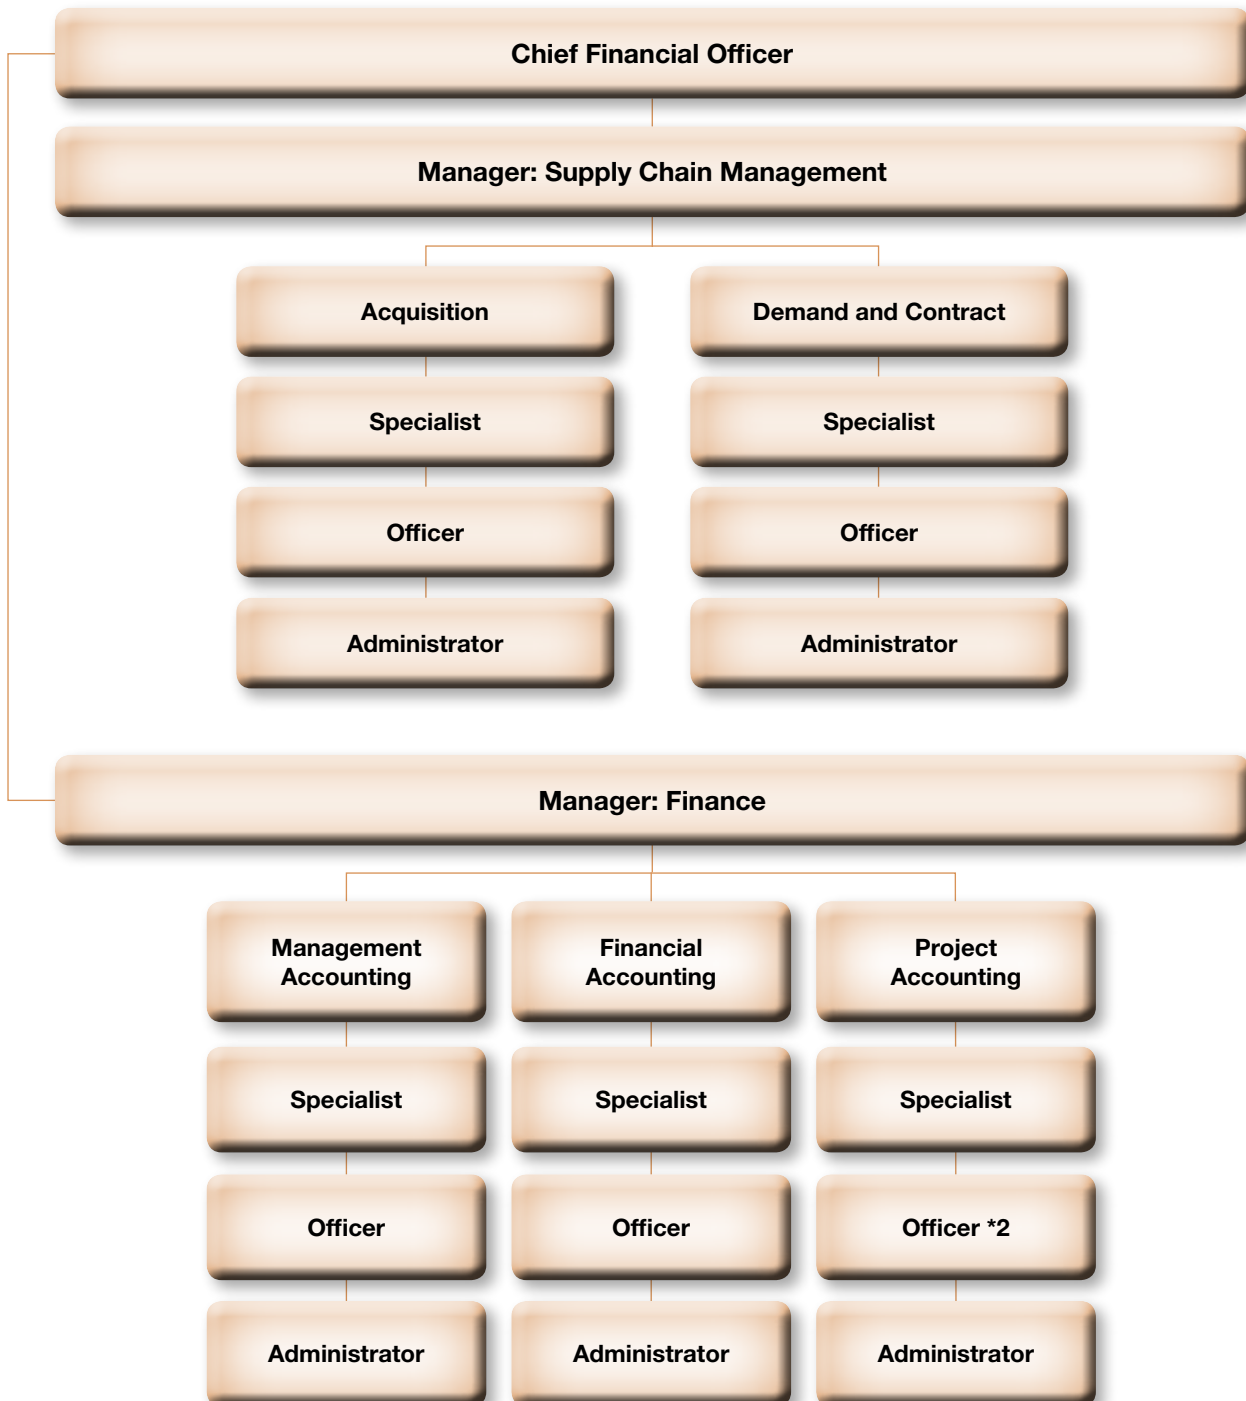 Chief Financial Officer
Manager: Supply Chain Management
Acquisition
Specialist
Officer
Administrator
Demand and Contract
Specialist
Officer
Administrator
Manager: Finance
Management
Accounting
Specialist
Officer
Administrator
Financial
Accounting
Specialist
Officer
Administrator
Project
Accounting
Specialist
Officer *2
Administrator